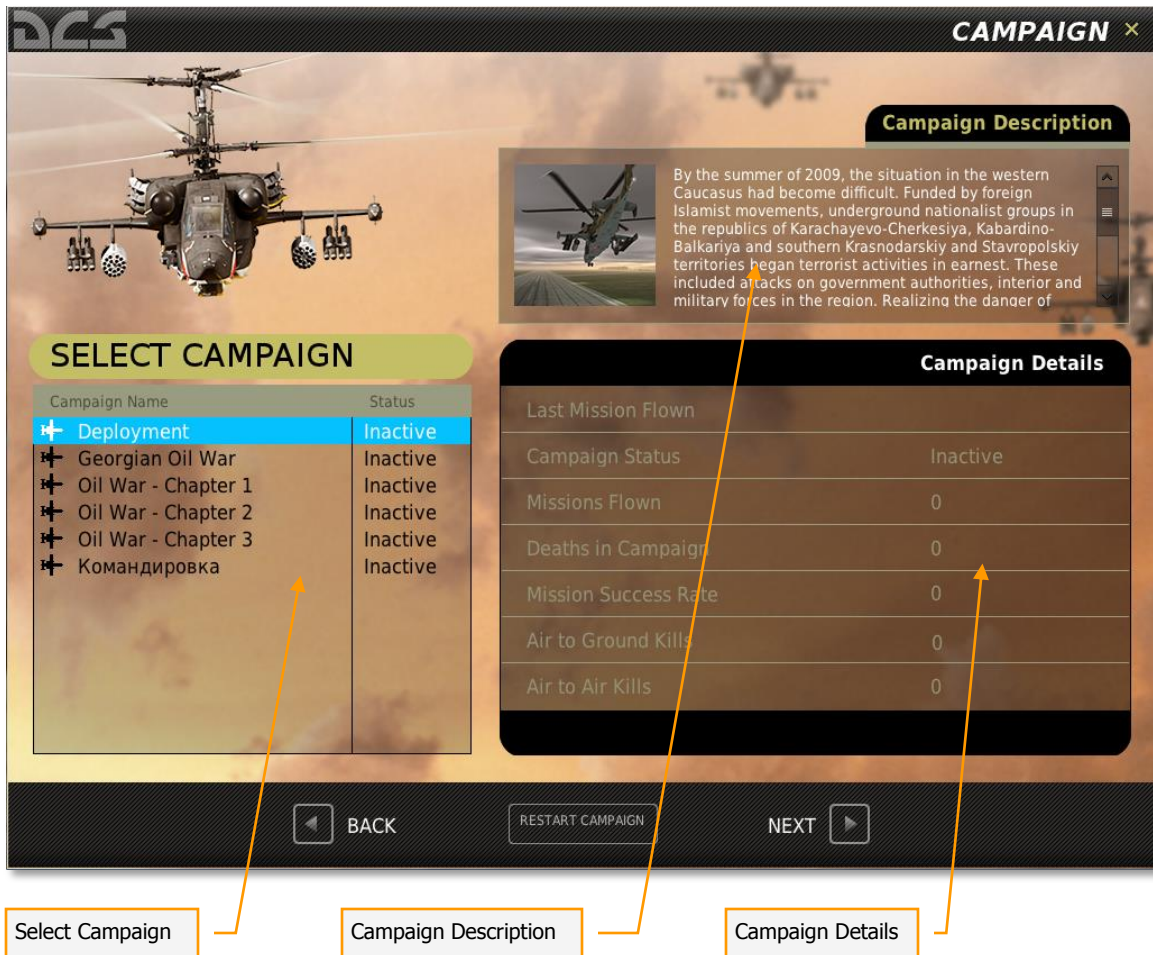 DCS
CAMPAIGN ×
Campaign Description
By the summer of 2009, the situation in the western
Caucasus had become difficult. Funded by foreign
Islamist movements, underground nationalist groups in
the republics of Karachayevo-Cherkesiya, Kabardino-
Balkariya and southern Krasnodarskiy and Stavropolskiy
territories began terrorist activities in earnest. These
included attacks on government authorities, interior and
military forces in the region. Realizing the danger of
SELECT CAMPAIGN
Campaign Name Status
Deployment Inactive
Georgian Oil War Inactive
Oil War - Chapter 1 Inactive
Oil War - Chapter 2 Inactive
Oil War - Chapter 3 Inactive
Командировка Inactive
Campaign Details
Last Mission Flown
Campaign Status Inactive
Missions Flown 0
Deaths in Campaign 0
Mission Success Rate 0
Air to Ground Kills 0
Air to Air Kills 0
BACK
RESTART CAMPAIGN
NEXT
Select Campaign
Campaign Description
Campaign Details